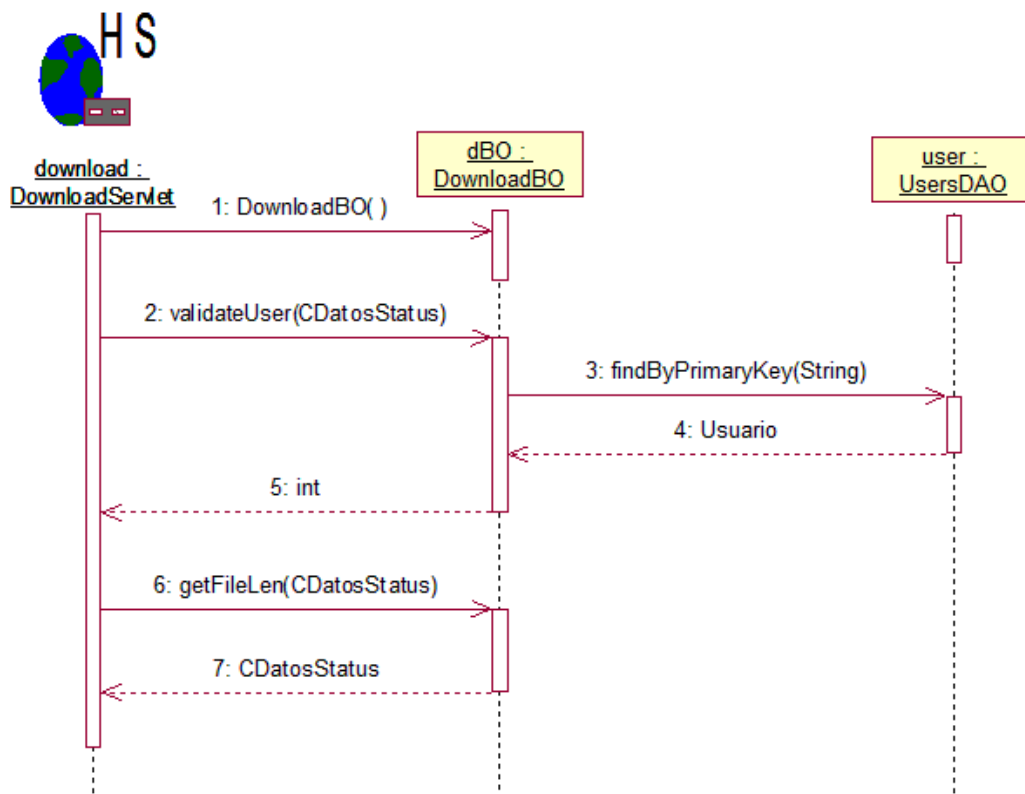 H S
download :
DownloadServlet
dBO :
DownloadBO
user :
UsersDAO
1: DownloadBO( )
2: validateUser(CDatosStatus)
3: findByPrimaryKey(String)
4: Usuario
5: int
6: getFileLen(CDatosStatus)
7: CDatosStatus